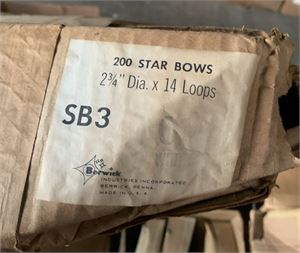 200 STAR BOWS
2¾" Dia. x 14 Loops
SB3
Berwick
INDUSTRIES INCORPORATED
BERWICK, PENNA.
MADE IN U.S.A.